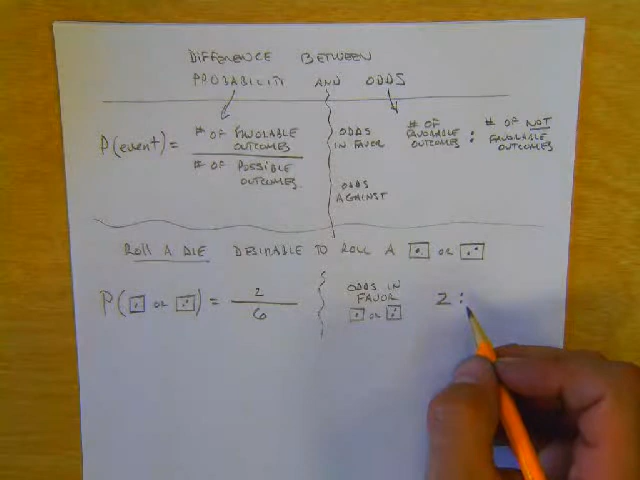 DIFFERENCE BETWEEN
PROBABILITY AND ODDS
P(event) = # OF FAVORABLE OUTCOMES
# OF POSSIBLE OUTCOMES
ODDS IN FAVOR
# OF FAVORABLE OUTCOMES : # OF NOT FAVORABLE OUTCOMES
ODDS AGAINST
ROLL A DIE DESIRABLE TO ROLL A OR
P( OR ) = 2
6
ODDS IN
FAVOR
OR
2 :